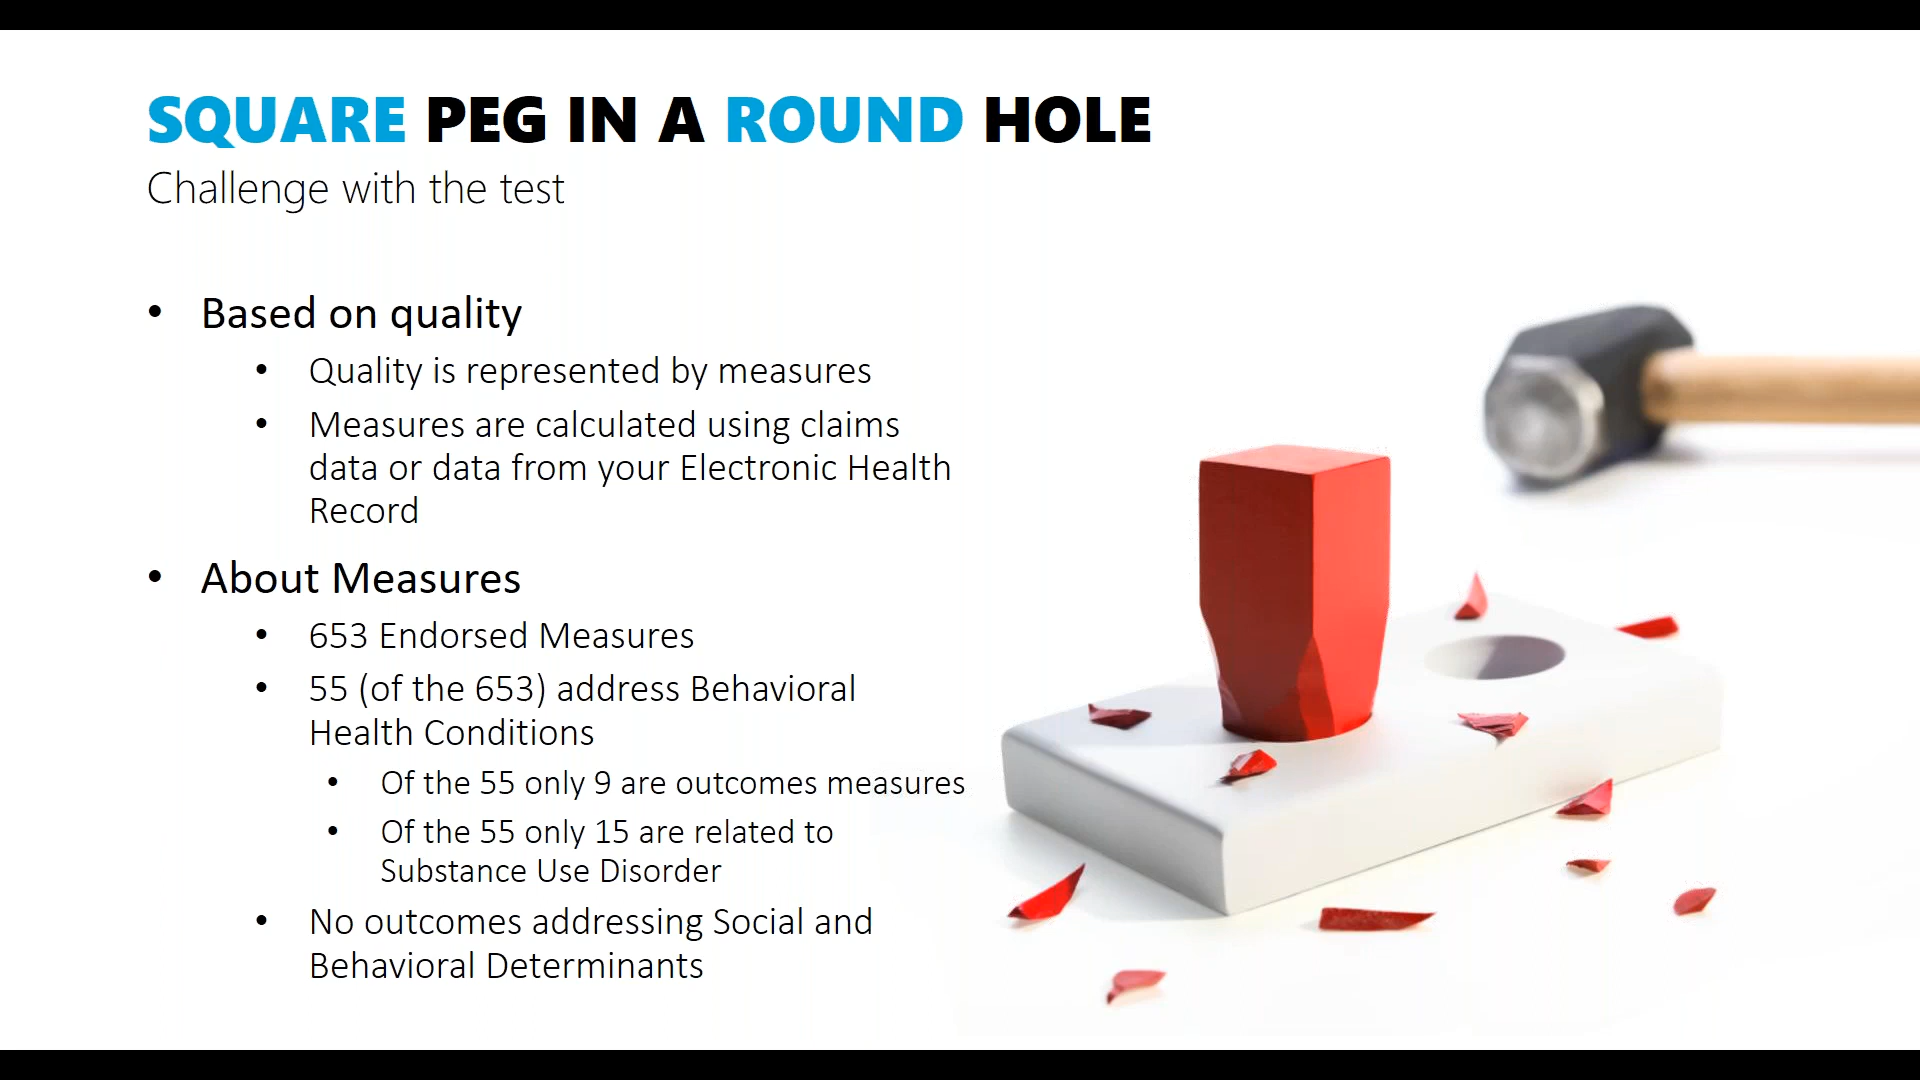 SQUARE PEG IN A ROUND HOLE
Challenge with the test
• Based on quality
• Quality is represented by measures
• Measures are calculated using claims
data or data from your Electronic Health
Record
• About Measures
• 653 Endorsed Measures
• 55 (of the 653) address Behavioral
Health Conditions
• Of the 55 only 9 are outcomes measures
• Of the 55 only 15 are related to
Substance Use Disorder
• No outcomes addressing Social and
Behavioral Determinants